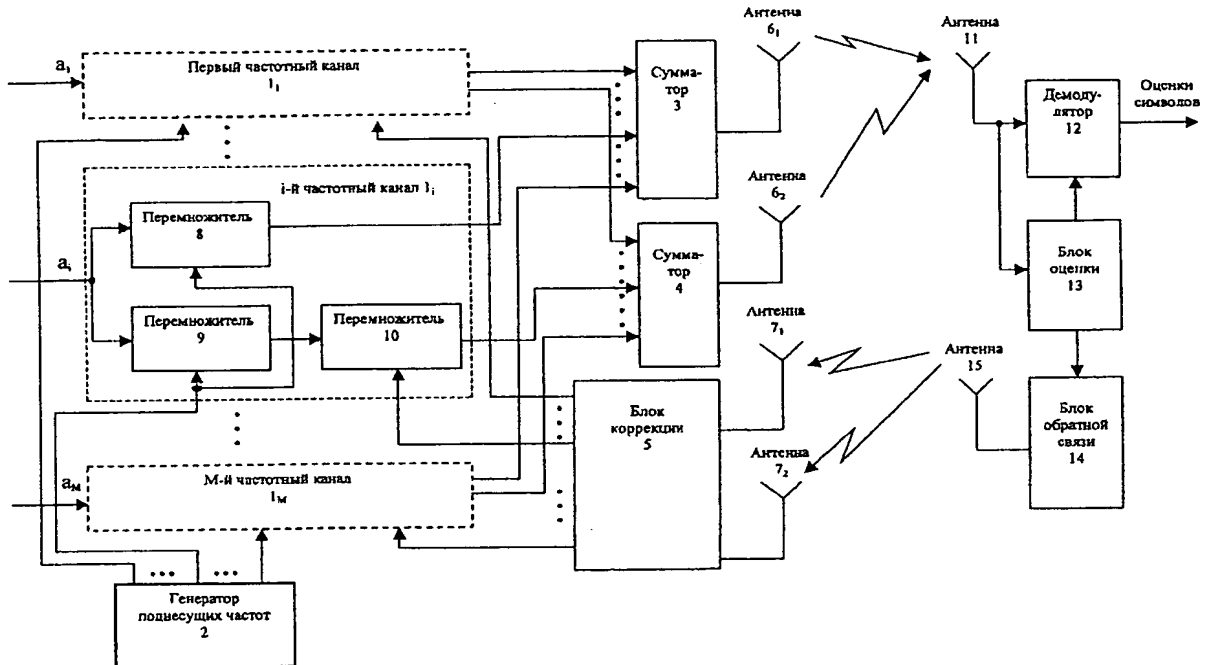 a₁
Первый частотный канал
1₁
Сумма-
тор
3
Антенна
6₁
Антенна
11
Демоду-
лятор
12
Оценки
символов
i-й частотный канал 1ᵢ
Перемножитель
8
aᵢ
Перемножитель
9
Перемножитель
10
Антенна
6₂
Сумма-
тор
4
Блок
оценки
13
Антенна
7₁
Антенна
15
Блок
коррекции
5
Антенна
7₂
Блок
обратной
связи
14
aм
М-й частотный канал
1м
Генератор
поднесущих частот
2